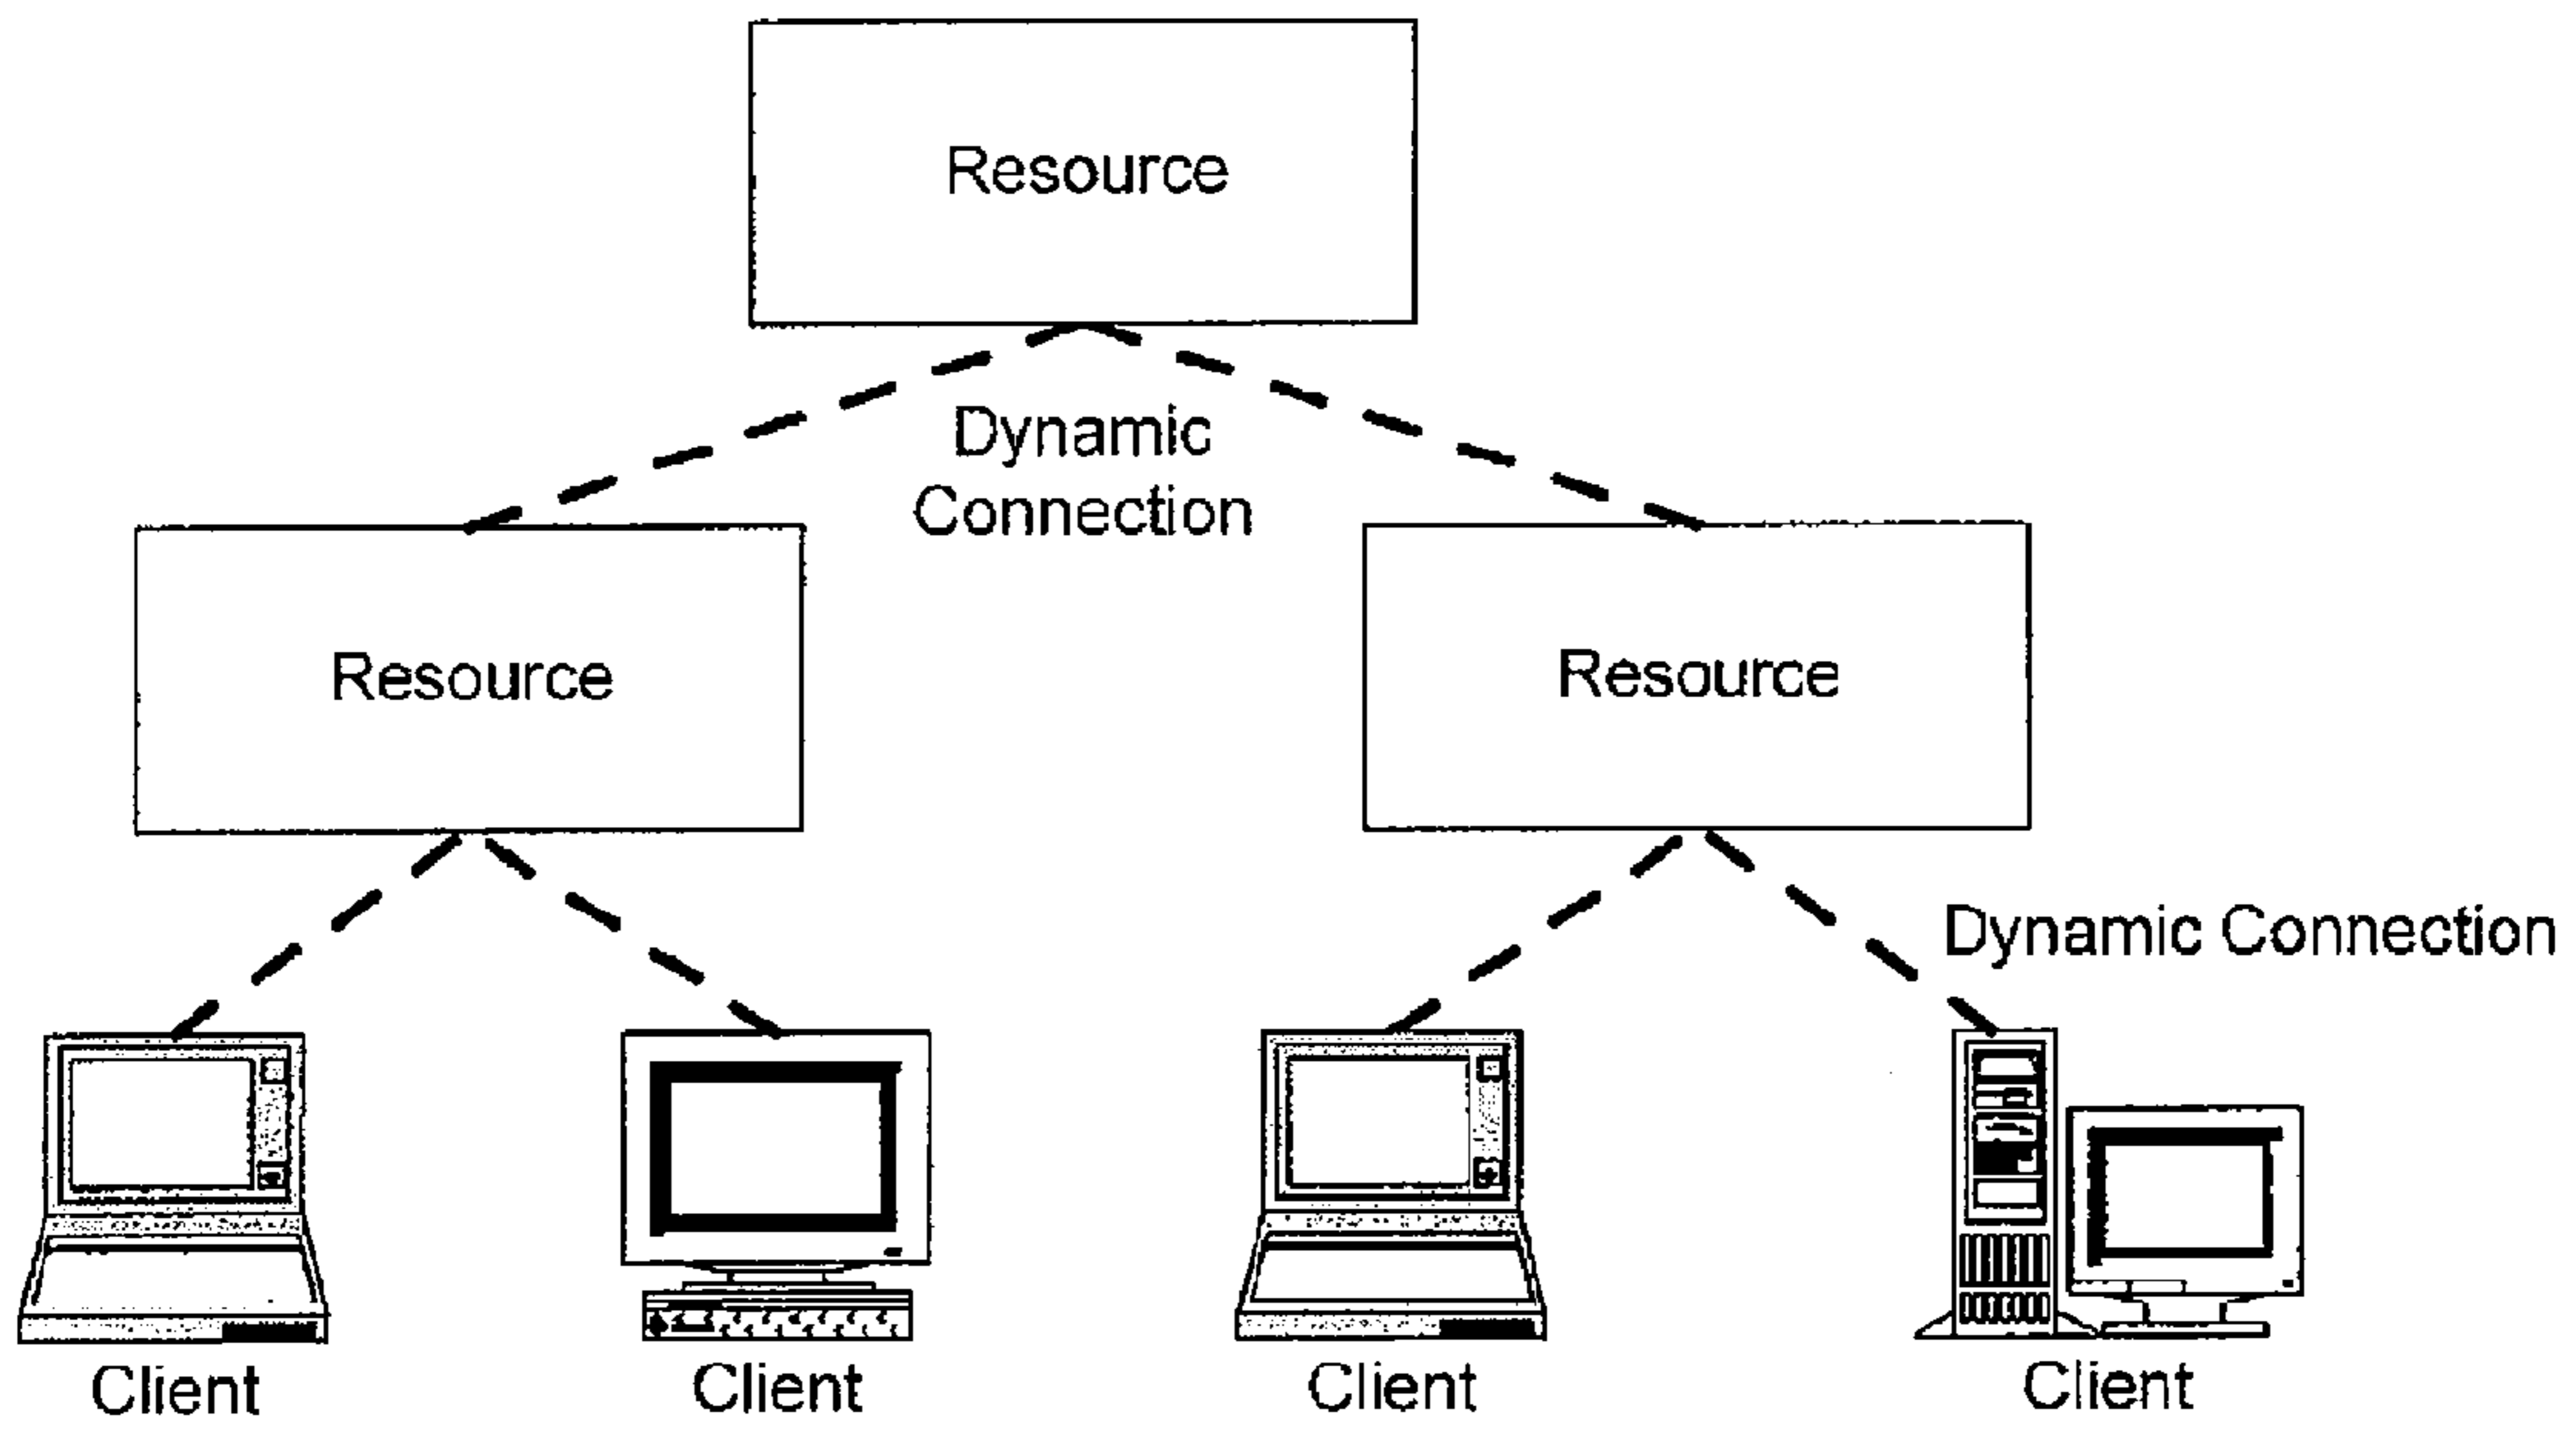 Resource
Dynamic
Connection
Resource
Resource
Dynamic Connection
Client
Client
Client
Client